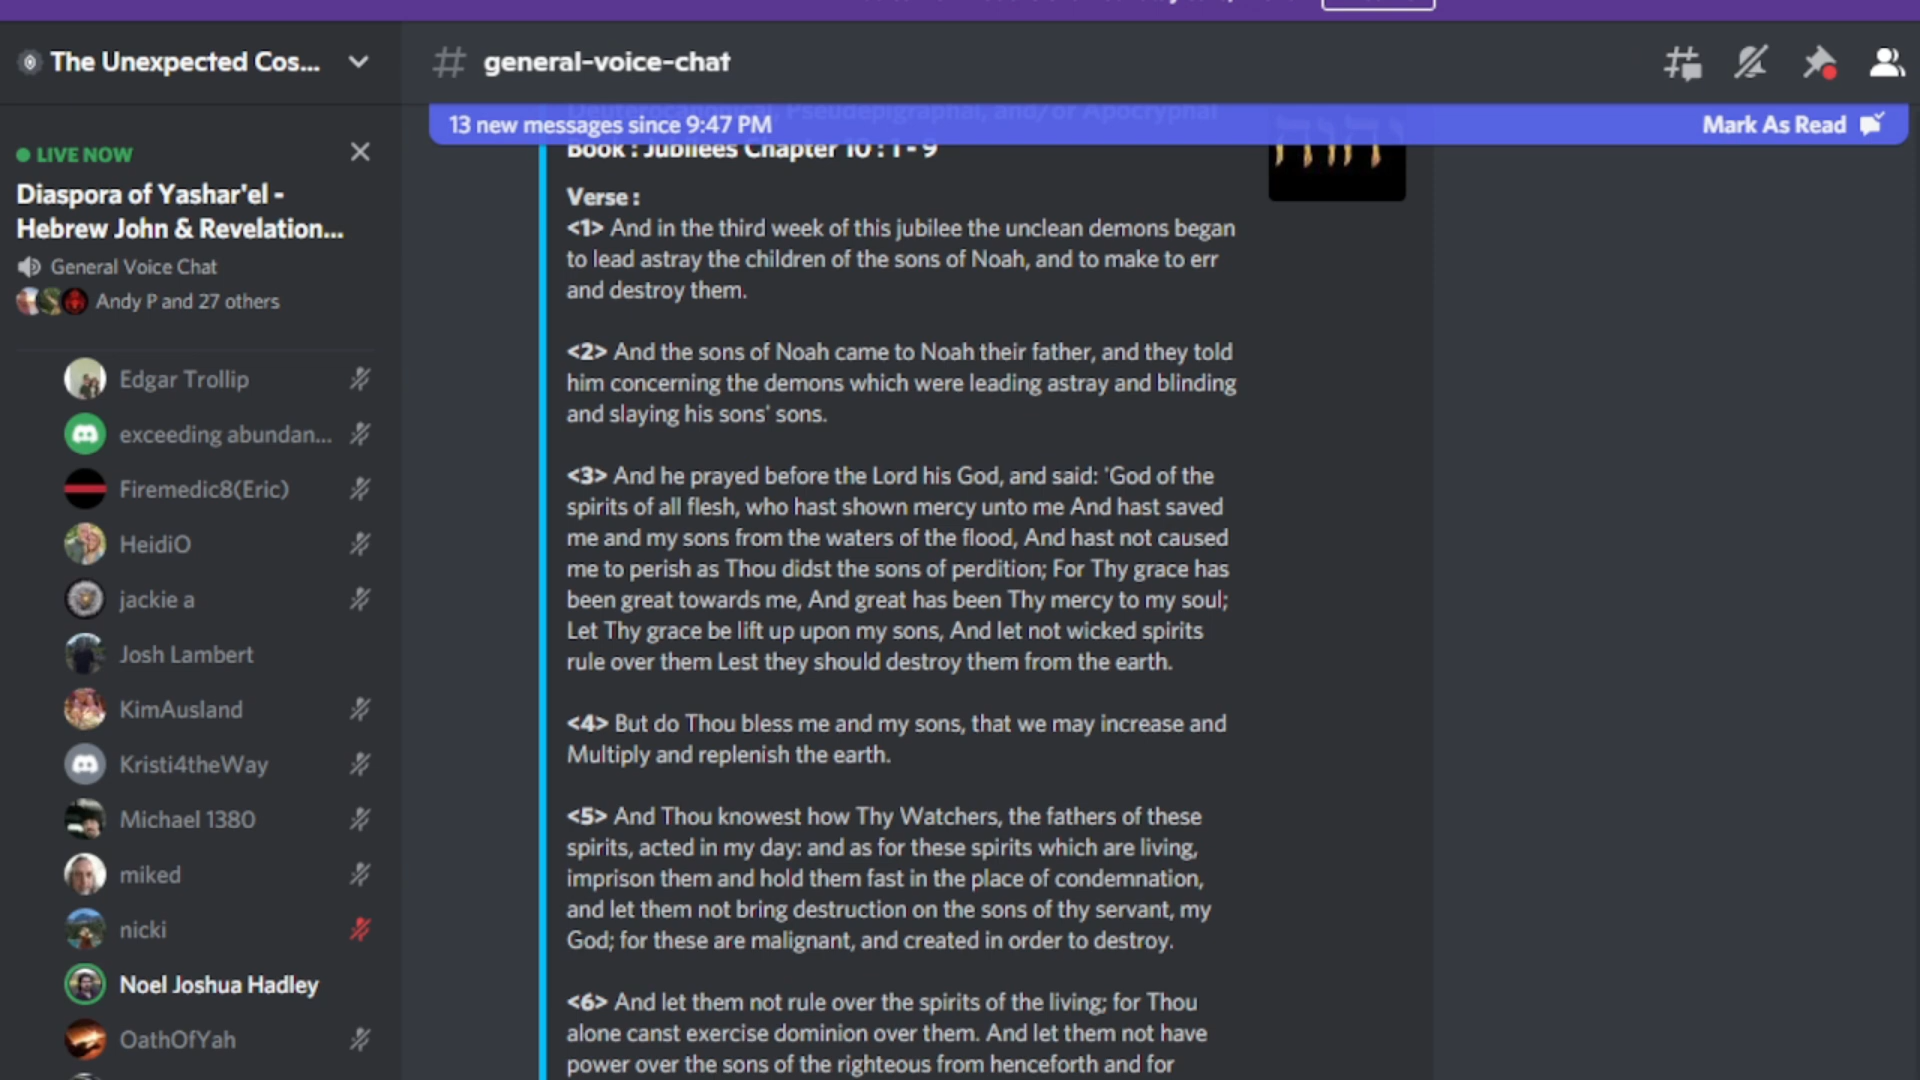 The Unexpected Cos...
LIVE NOW
Diaspora of Yashar'el -
Hebrew John & Revelation...
General Voice Chat
Andy P and 27 others
Edgar Trollip
exceeding abundan...
Firemedic8(Eric)
HeidiO
jackie a
Josh Lambert
KimAusland
Kristi4theWay
Michael 1380
miked
nicki
Noel Joshua Hadley
OathOfYah
# general-voice-chat
Deuterocanonical, Pseudepigraphal, and/or Apocryphal
13 new messages since 9:47 PM
Mark As Read
Book : Jubilees Chapter 10 : 1 - 9
יהוה
Verse :
<1> And in the third week of this jubilee the unclean demons began
to lead astray the children of the sons of Noah, and to make to err
and destroy them.
<2> And the sons of Noah came to Noah their father, and they told
him concerning the demons which were leading astray and blinding
and slaying his sons' sons.
<3> And he prayed before the Lord his God, and said: 'God of the
spirits of all flesh, who hast shown mercy unto me And hast saved
me and my sons from the waters of the flood, And hast not caused
me to perish as Thou didst the sons of perdition; For Thy grace has
been great towards me, And great has been Thy mercy to my soul;
Let Thy grace be lift up upon my sons, And let not wicked spirits
rule over them Lest they should destroy them from the earth.
<4> But do Thou bless me and my sons, that we may increase and
Multiply and replenish the earth.
<5> And Thou knowest how Thy Watchers, the fathers of these
spirits, acted in my day: and as for these spirits which are living,
imprison them and hold them fast in the place of condemnation,
and let them not bring destruction on the sons of thy servant, my
God; for these are malignant, and created in order to destroy.
<6> And let them not rule over the spirits of the living; for Thou
alone canst exercise dominion over them. And let them not have
power over the sons of the righteous from henceforth and for